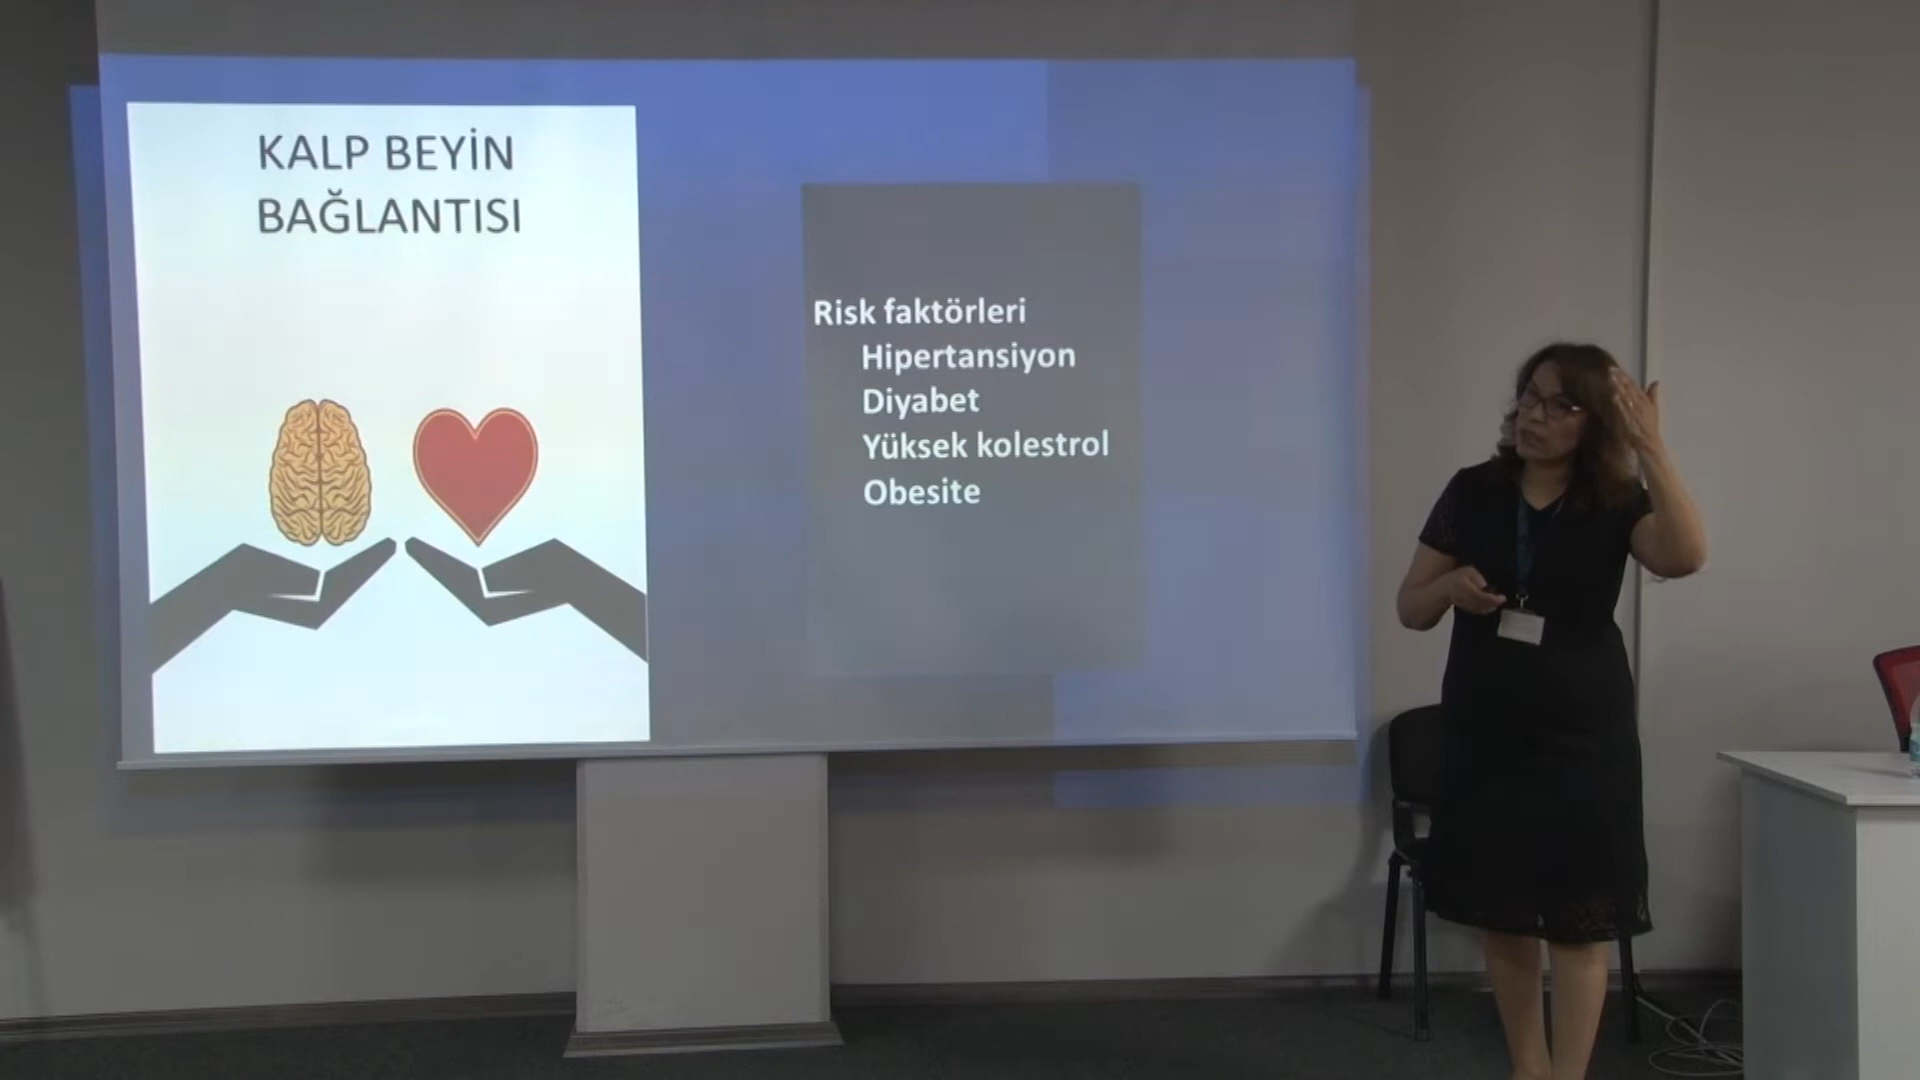 KALP BEYİN
BAĞLANTISI
Risk faktörleri
Hipertansiyon
Diyabet
Yüksek kolestrol
Obesite